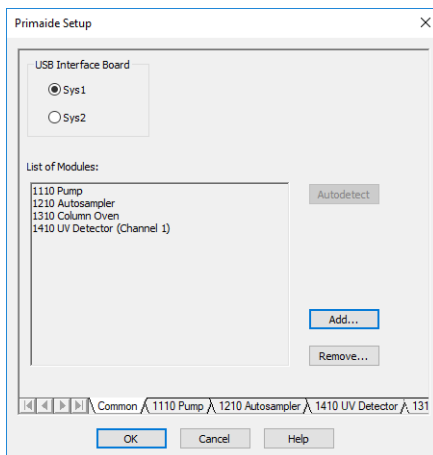 Primaide Setup
USB Interface Board
Sys1
Sys2
List of Modules:
1110 Pump
1210 Autosampler
1310 Column Oven
1410 UV Detector (Channel 1)
Autodetect
Add...
Remove...
Common 1110 Pump 1210 Autosampler 1410 UV Detector 131
OK Cancel Help